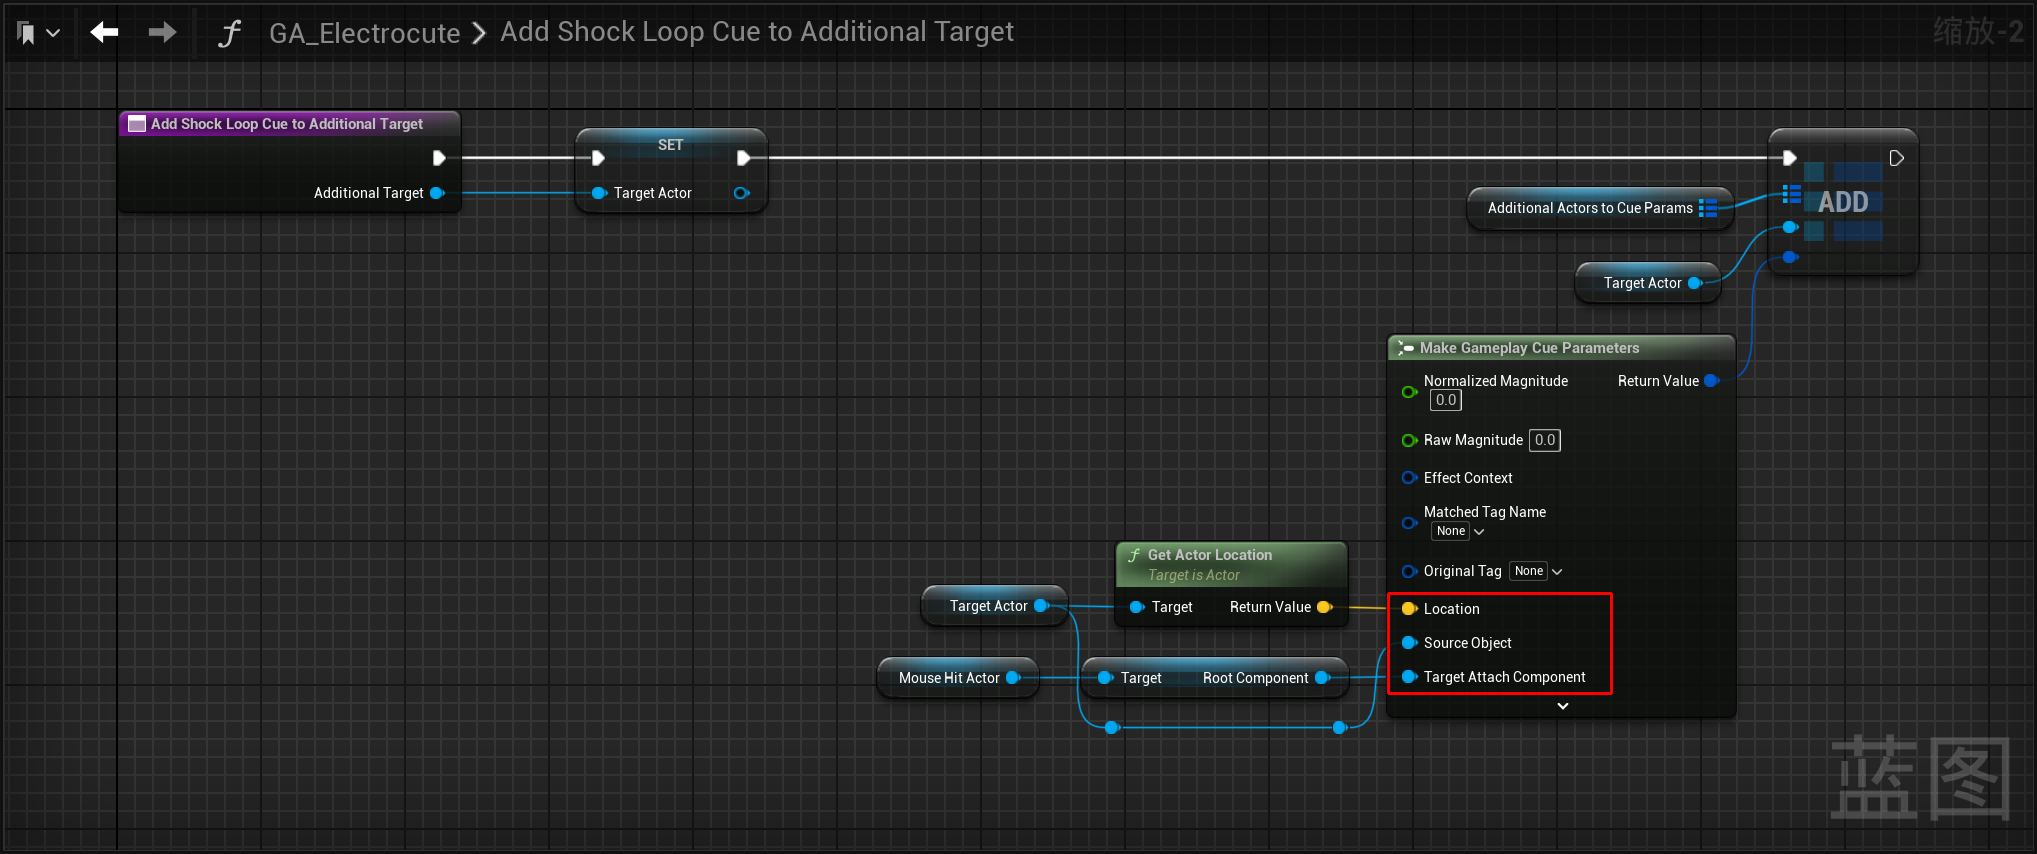 GA_Electrocute > Add Shock Loop Cue to Additional Target
缩放-2
Add Shock Loop Cue to Additional Target
Additional Target
SET
Target Actor
Additional Actors to Cue Params
ADD
Target Actor
Make Gameplay Cue Parameters
Normalized Magnitude
0.0
Return Value
Raw Magnitude 0.0
Effect Context
Matched Tag Name
None
Original Tag None
Location
Source Object
Target Attach Component
Get Actor Location
Target is Actor
Target Return Value
Target Actor
Mouse Hit Actor
Target Root Component
蓝图